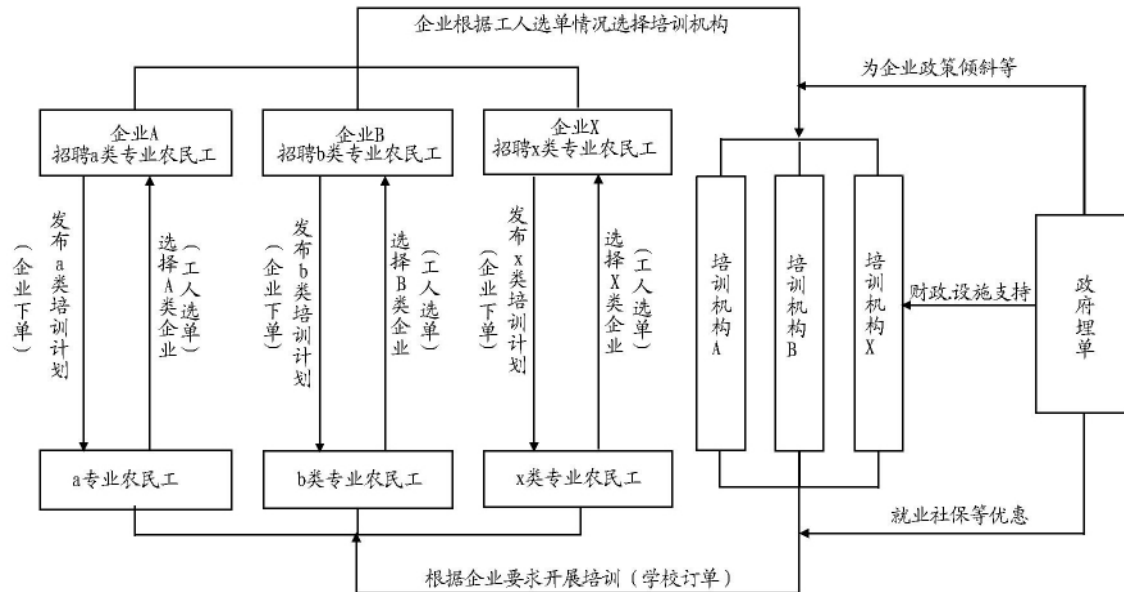 企业根据工人选单情况选择培训机构
为企业政策倾斜等
企业A
招聘a类专业农民工
企业B
招聘b类专业农民工
企业X
招聘x类专业农民工
发布a类培训计划
（企业下单）
选择A类企业
（工人选单）
发布b类培训计划
（企业下单）
选择B类企业
（工人选单）
发布x类培训计划
（企业下单）
选择X类企业
（工人选单）
培训机构A
培训机构B
培训机构X
财政.设施支持
政府埋单
a专业农民工
b类专业农民工
x类专业农民工
就业社保等优惠
根据企业要求开展培训（学校订单）